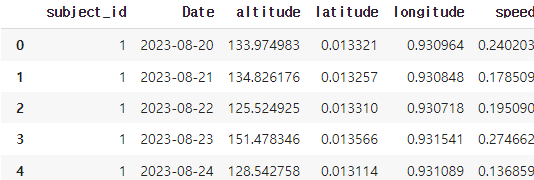 subject_id Date altitude latitude longitude speed
0 1 2023-08-20 133.974983 0.013321 0.930964 0.240203
1 1 2023-08-21 134.826176 0.013257 0.930848 0.178509
2 1 2023-08-22 125.524925 0.013310 0.930718 0.195090
3 1 2023-08-23 151.478346 0.013566 0.931541 0.274662
4 1 2023-08-24 128.542758 0.013114 0.931089 0.136859